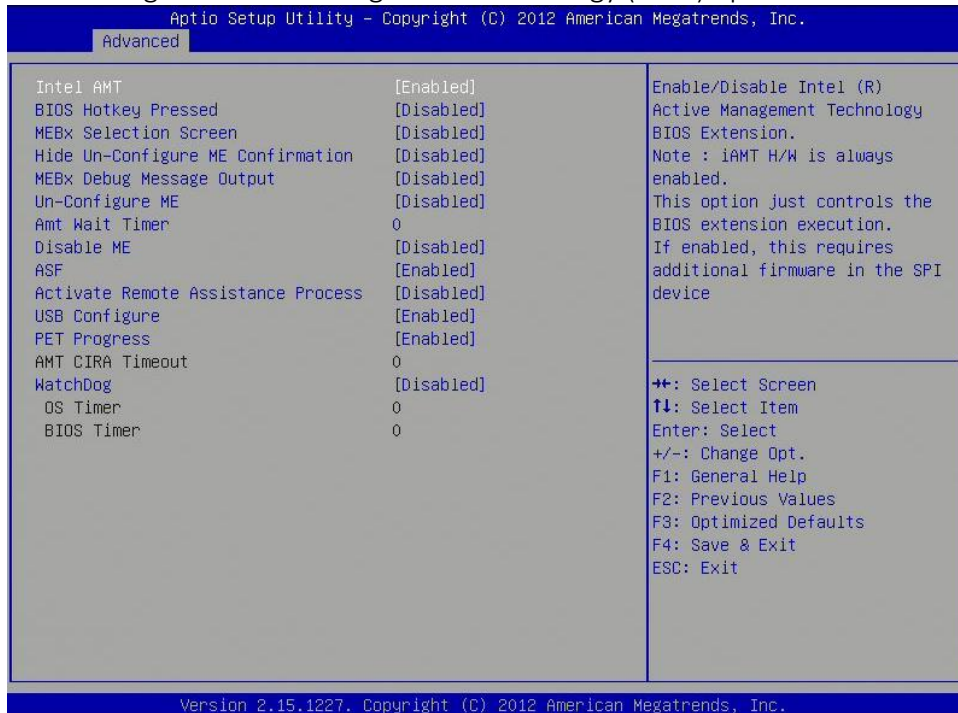 Aptio Setup Utility – Copyright (C) 2012 American Megatrends, Inc.
Advanced
Intel AMT [Enabled]
BIOS Hotkey Pressed [Disabled]
MEBx Selection Screen [Disabled]
Hide Un-Configure ME Confirmation [Disabled]
MEBx Debug Message Output [Disabled]
Un-Configure ME [Disabled]
Amt Wait Timer 0
Disable ME [Disabled]
ASF [Enabled]
Activate Remote Assistance Process [Disabled]
USB Configure [Enabled]
PET Progress [Enabled]
AMT CIRA Timeout 0
WatchDog [Disabled]
OS Timer 0
BIOS Timer 0
Enable/Disable Intel (R)
Active Management Technology
BIOS Extension.
Note : iAMT H/W is always
enabled.
This option just controls the
BIOS extension execution.
If enabled, this requires
additional firmware in the SPI
device
→←: Select Screen
↑↓: Select Item
Enter: Select
+/-: Change Opt.
F1: General Help
F2: Previous Values
F3: Optimized Defaults
F4: Save & Exit
ESC: Exit
Version 2.15.1227. Copyright (C) 2012 American Megatrends, Inc.